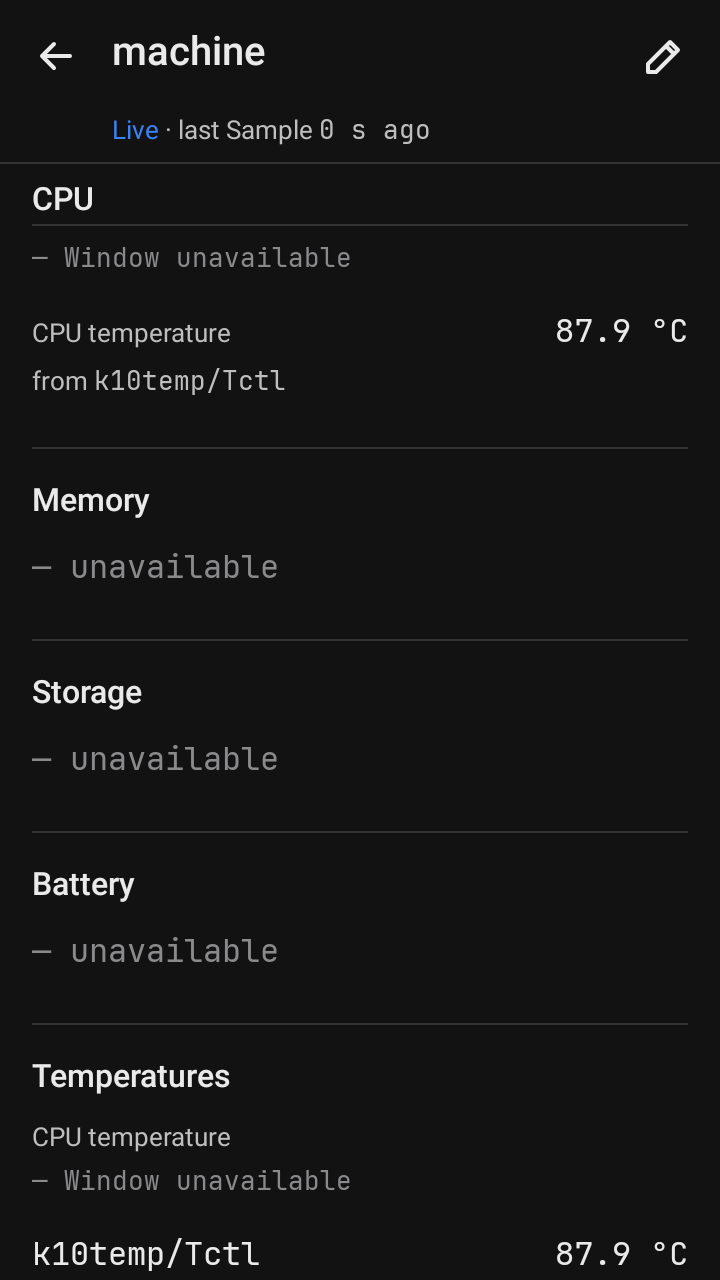 machine
Live · last Sample 0 s ago
CPU
— Window unavailable
CPU temperature 87.9 °C
from k10temp/Tctl
Memory
— unavailable
Storage
— unavailable
Battery
— unavailable
Temperatures
CPU temperature
— Window unavailable
k10temp/Tctl 87.9 °C